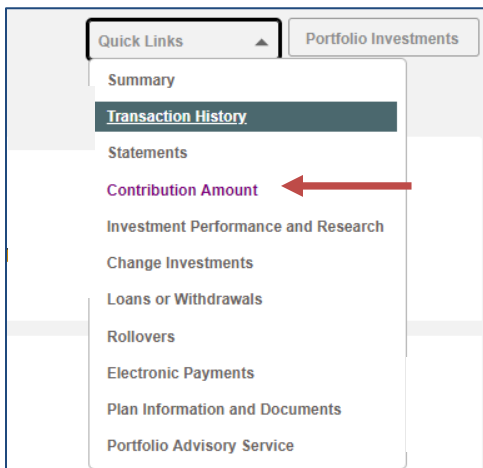 Quick Links
Portfolio Investments
Summary
Transaction History
Statements
Contribution Amount
Investment Performance and Research
Change Investments
Loans or Withdrawals
Rollovers
Electronic Payments
Plan Information and Documents
Portfolio Advisory Service